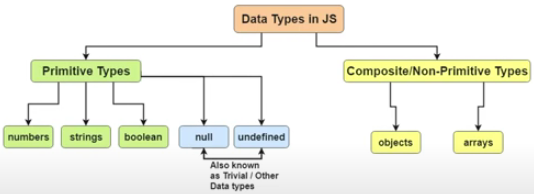 Data Types in JS
Primitive Types
Composite/Non-Primitive Types
numbers
strings
boolean
null
undefined
objects
arrays
Also known
as Trivial / Other
Data types